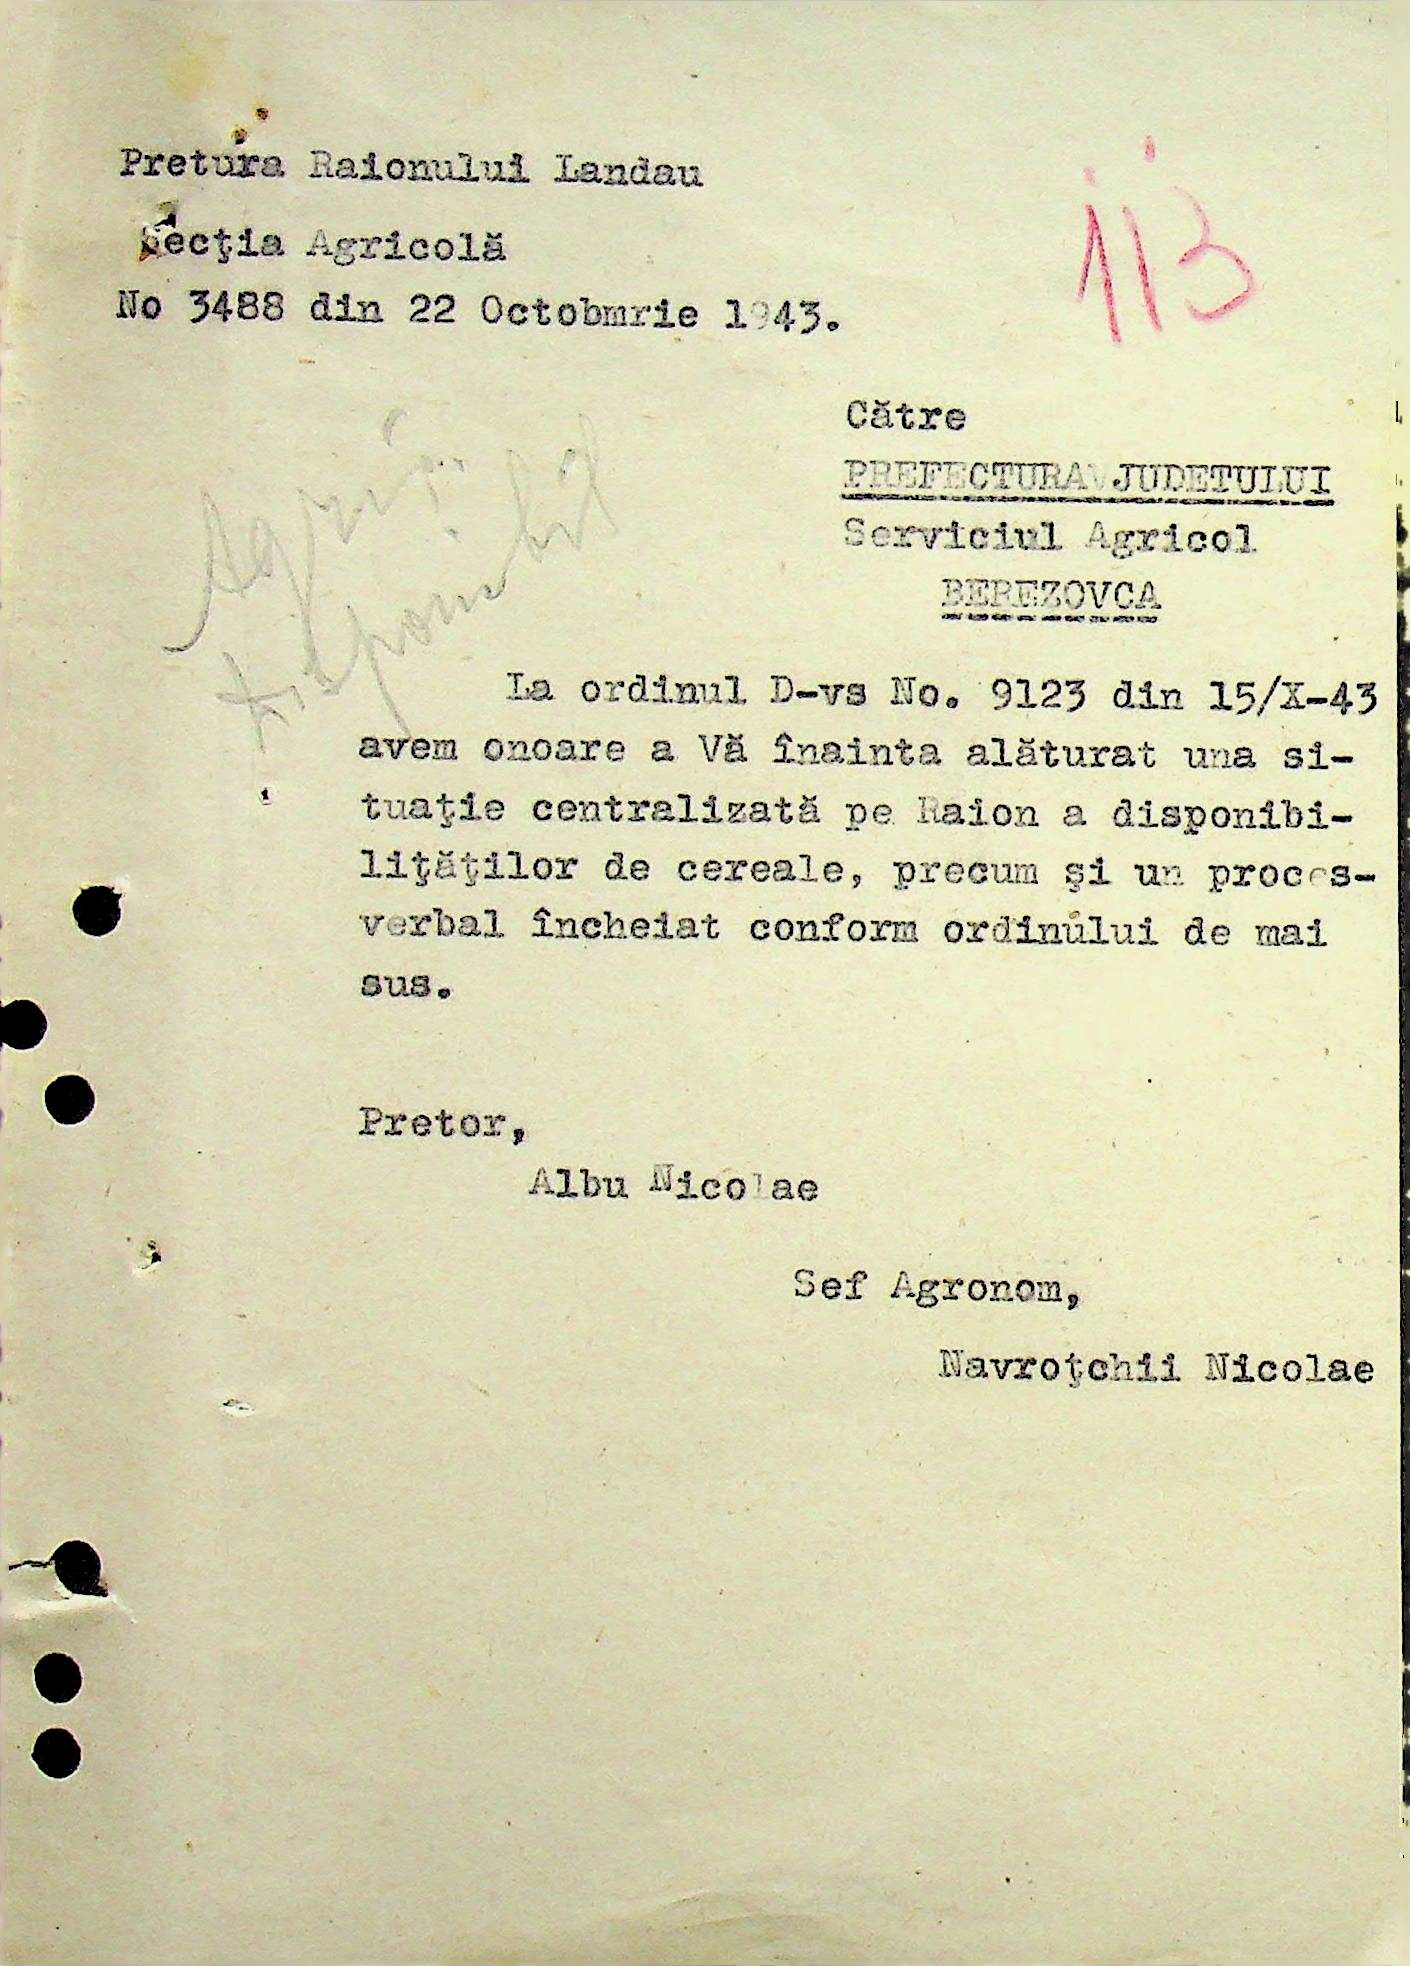 Pretura Raionului Landau
113
Secţia Agricolă
No 3488 din 22 Octobmrie 1943.
Către
PREFECTURA JUDETULUI
Serviciul Agricol
BEREZOVCA
La ordinul D-vs No. 9123 din 15/X-43
avem onoare a Vă înainta alăturat una si-
tuaţie centralizată pe Raion a disponibi-
liţăţilor de cereale, precum şi un proces-
verbal încheiat conform ordinului de mai
sus.
Pretor,
Albu Nicolae
Sef Agronom,
Navroţchii Nicolae